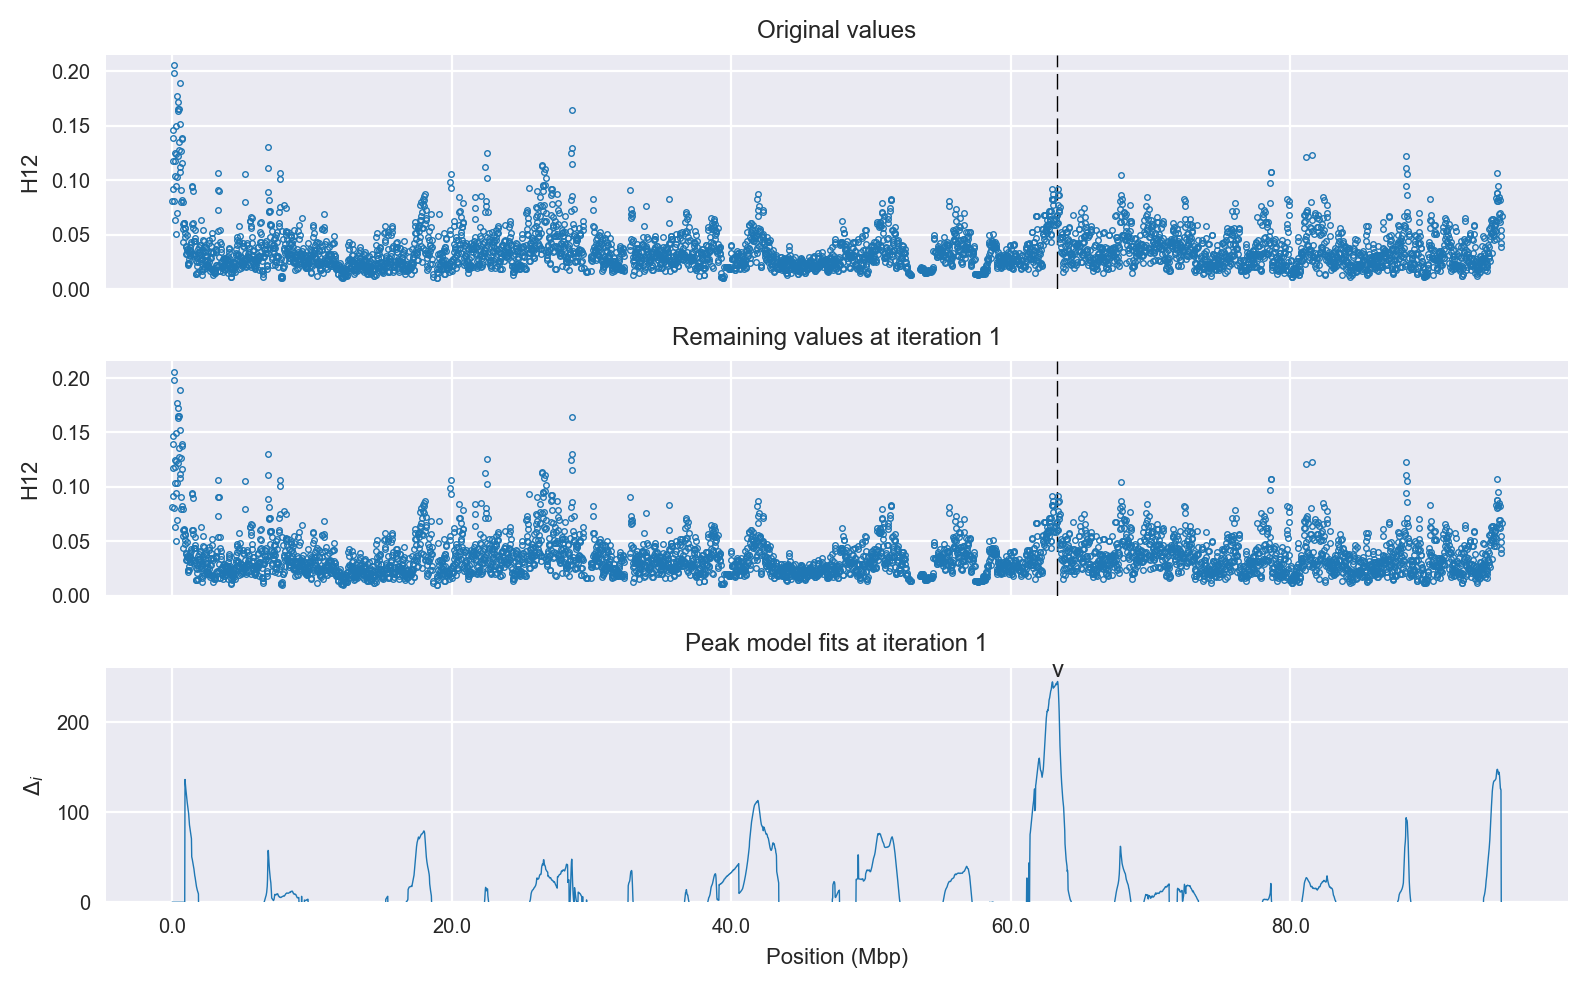 Original values
0.20
0.15
0.10
0.05
0.00
H12
Remaining values at iteration 1
0.20
0.15
0.10
0.05
0.00
H12
Peak model fits at iteration 1
v
200
100
0
Δi
0.0 20.0 40.0 60.0 80.0
Position (Mbp)